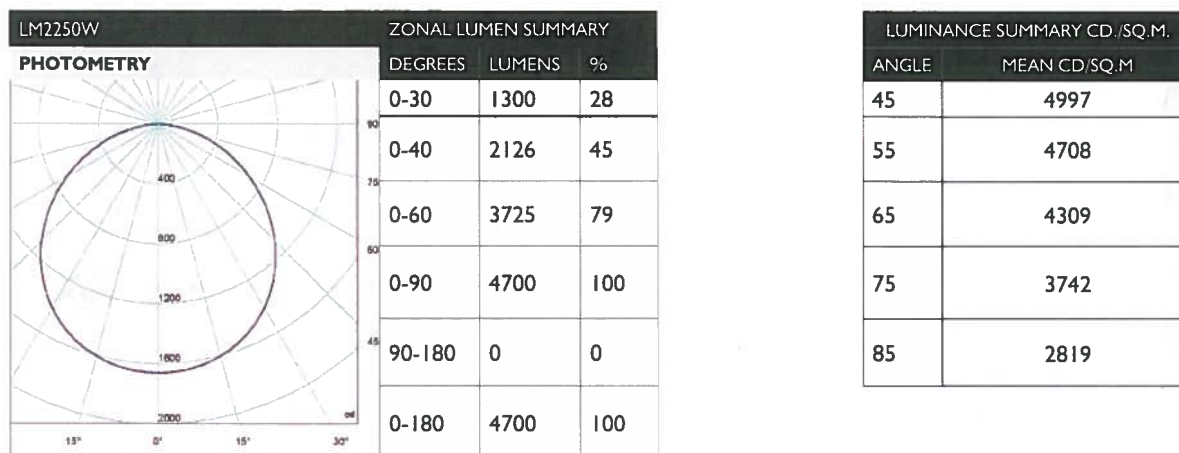 LM2250W
PHOTOMETRY
400
800
1200
1600
2000
cd
90
75
60
45
15° 0° 15° 30°
ZONAL LUMEN SUMMARY
DEGREES LUMENS %
0-30 1300 28
0-40 2126 45
0-60 3725 79
0-90 4700 100
90-180 0 0
0-180 4700 100
LUMINANCE SUMMARY CD./SQ.M.
ANGLE MEAN CD/SQ.M
45 4997
55 4708
65 4309
75 3742
85 2819